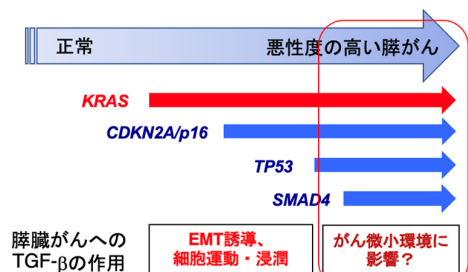 正常 悪性度の高い膵がん
KRAS
CDKN2A/p16
TP53
SMAD4
膵臓がんへの
TGF-βの作用
EMT誘導、
細胞運動・浸潤
がん微小環境に
影響？